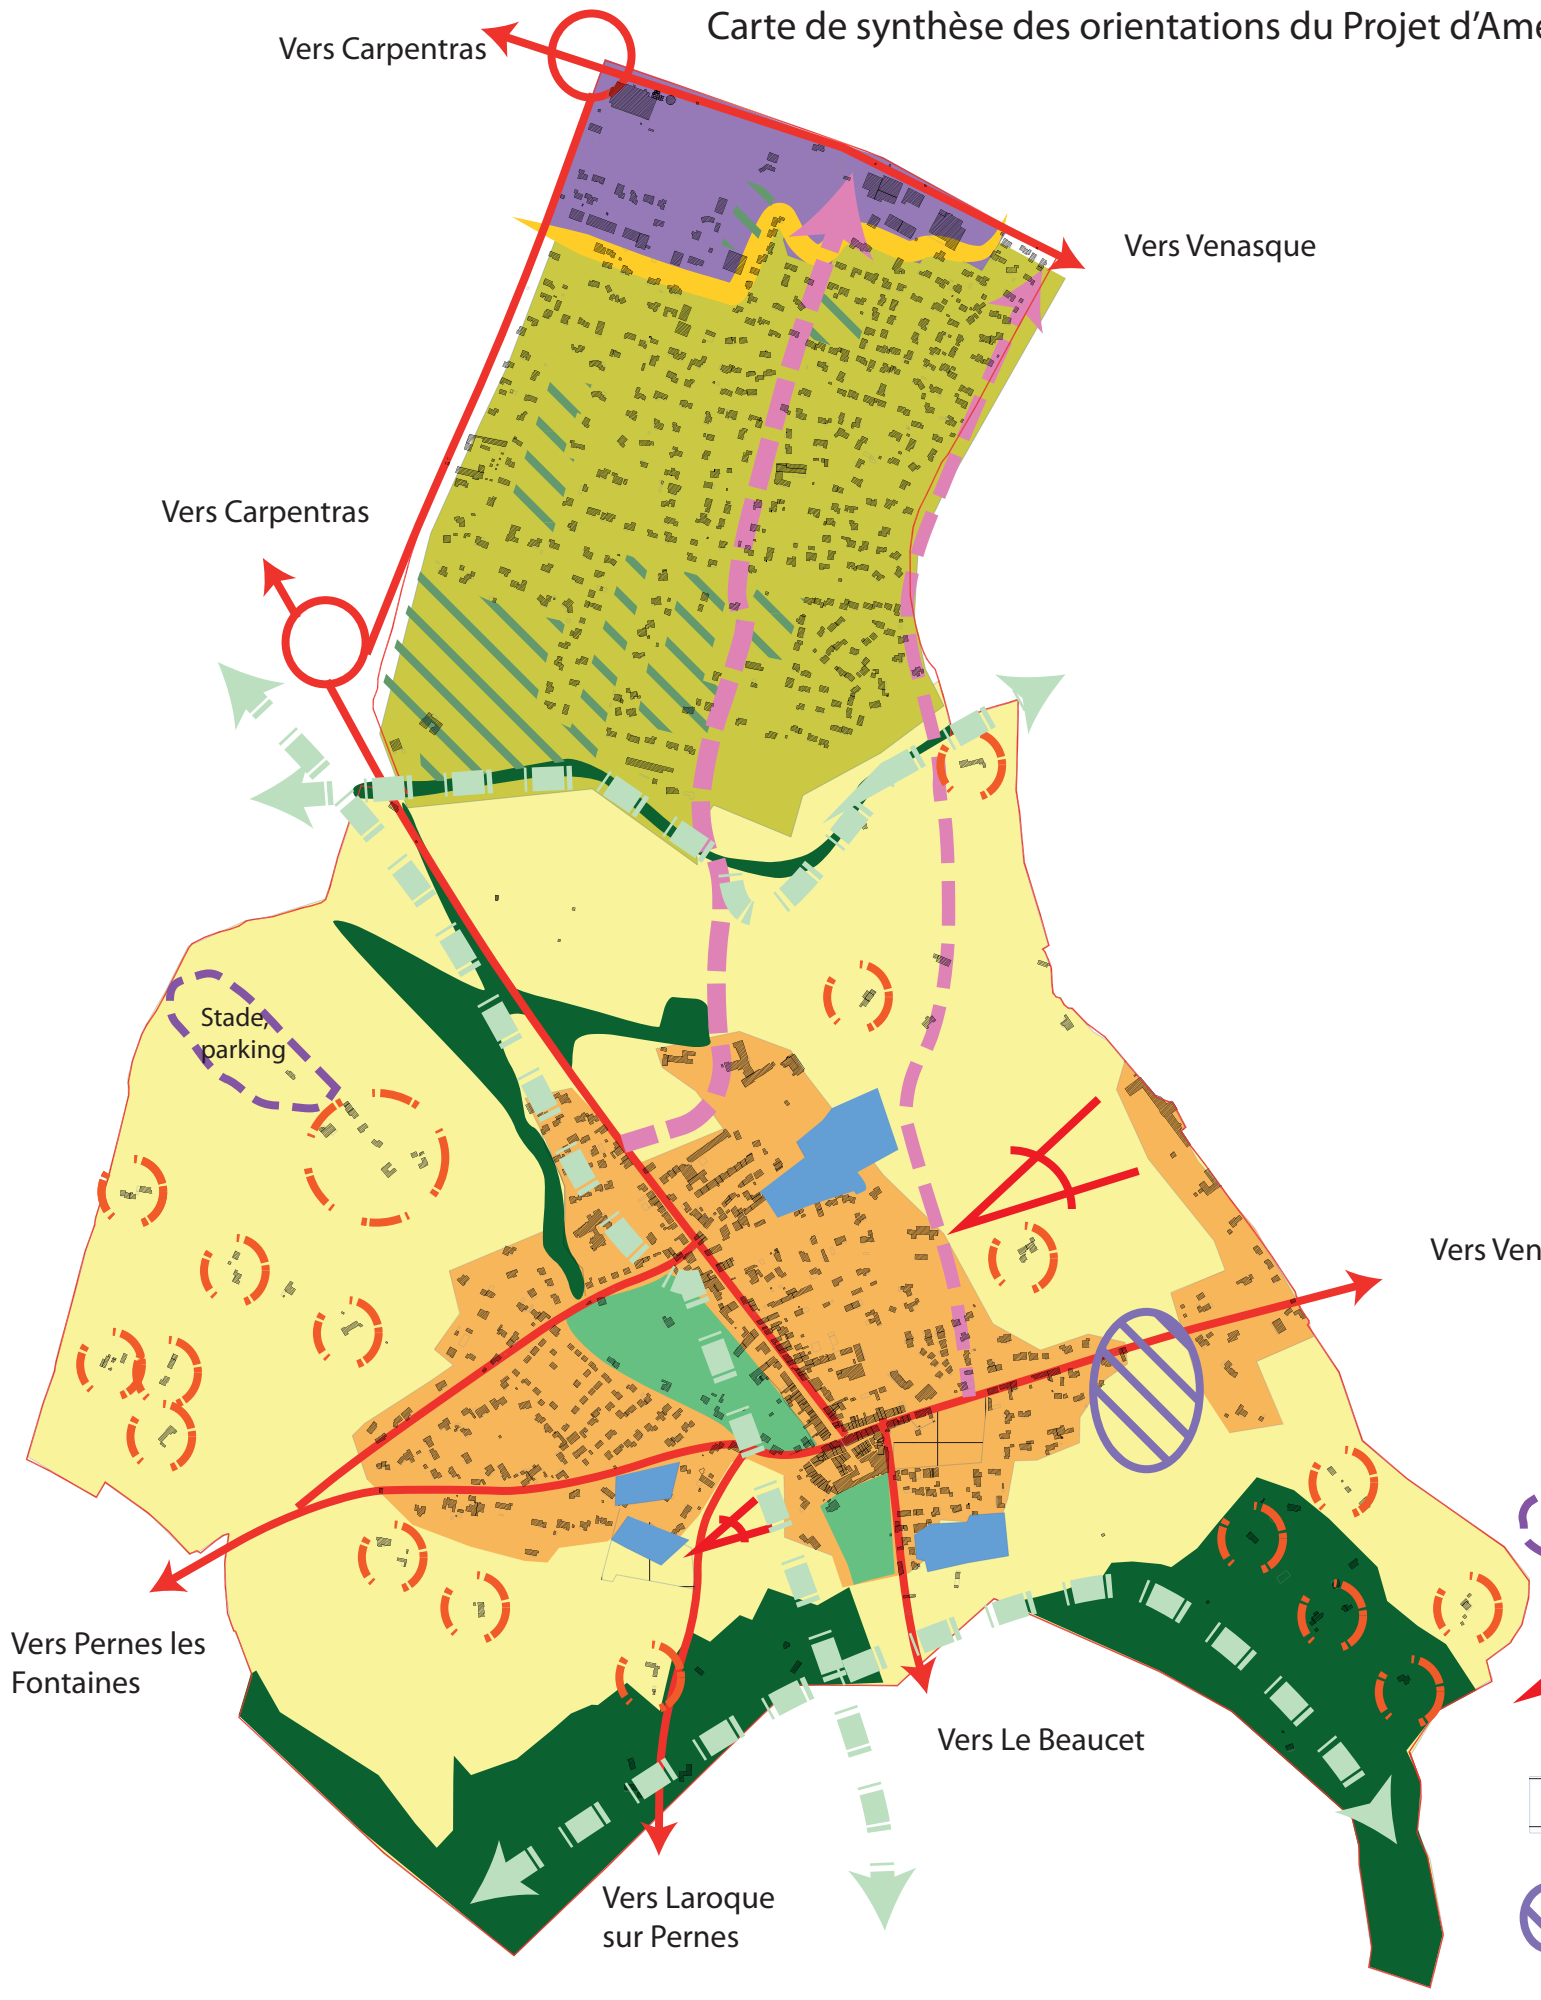 Carte de synthèse des orientations du Projet d'Am
Vers Carpentras
Vers Venasque
Vers Carpentras
Stade,
parking
Vers Ven
Vers Pernes les
Fontaines
Vers Le Beaucet
Vers Laroque
sur Pernes